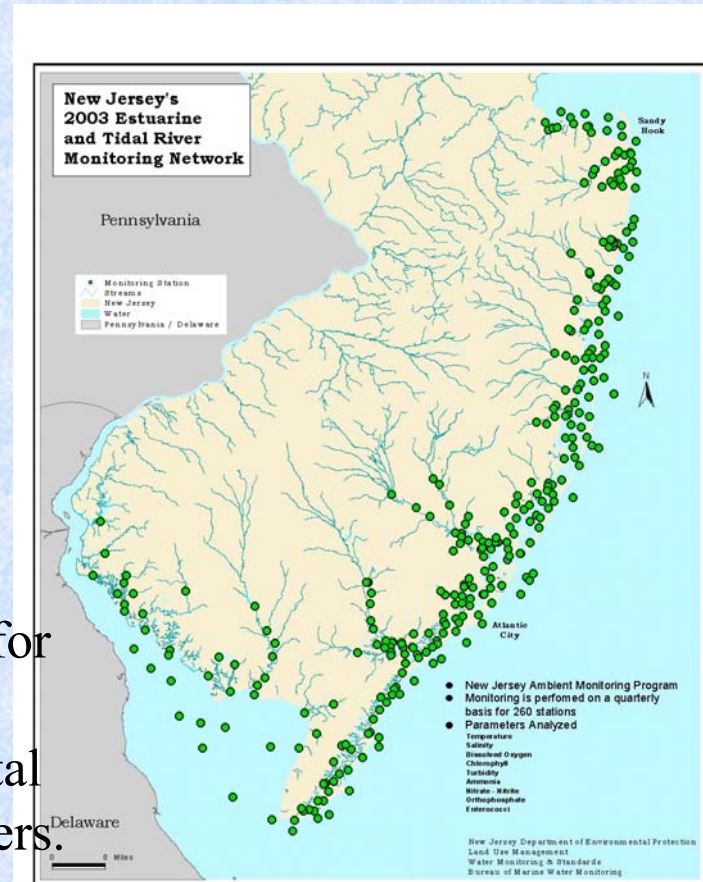 New Jersey's
2003 Estuarine
and Tidal River
Monitoring Network
Sandy
Hook
Pennsylvania
Monitoring Station
Streams
New Jersey
Water
Pennsylvania / Delaware
N
for
tal
ers.
Atlantic
City
New Jersey Ambient Monitoring Program
Monitoring is perfomed on a quarterly
basis for 260 stations
Parameters Analyzed
Temperature
Salinity
Dissolved Oxygen
Chlorophyll
Turbidity
Ammonia
Nitrate - Nitrite
Orthophosphate
Enterococci
Delaware
0 8 Miles
New Jersey Department of Environmental Protection
Land Use Management
Water Monitoring & Standards
Bureau of Marine Water Monitoring